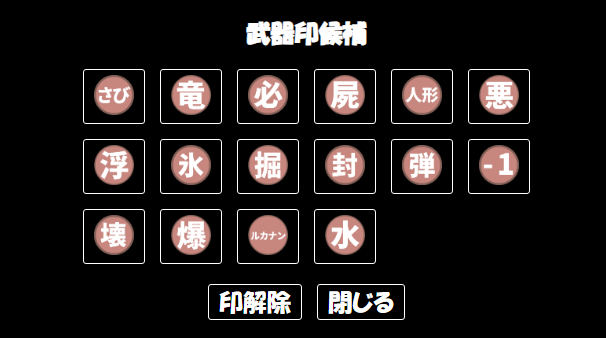 武器印候補
さび 竜 必 屍 人形 悪
浮 氷 掘 封 弾 -1
壊 爆 ルカナン 水
印解除 閉じる